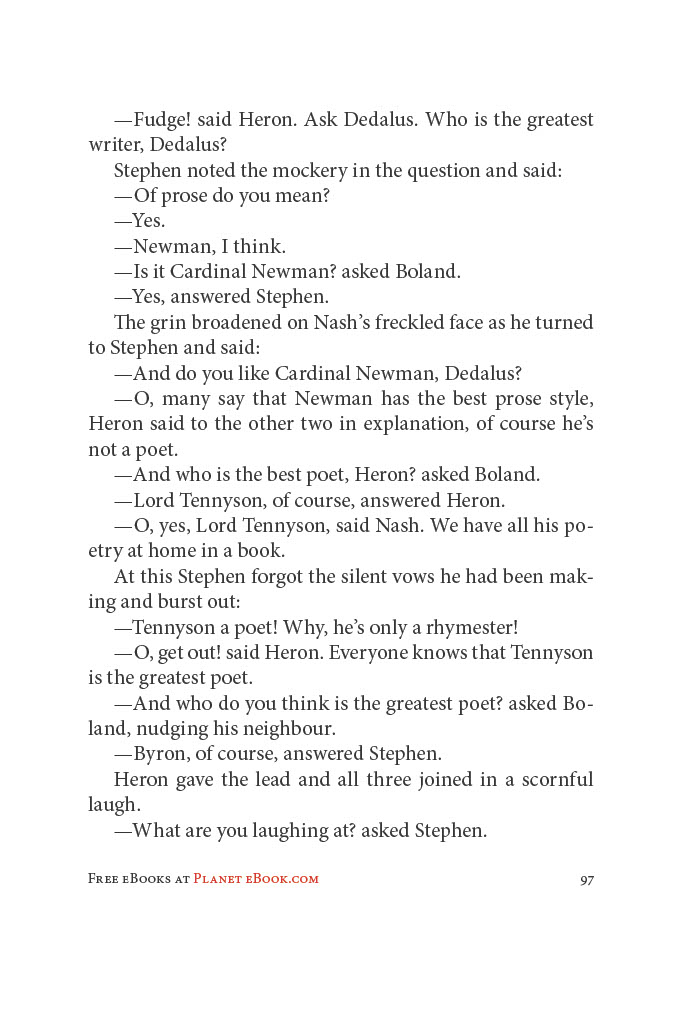 —Fudge! said Heron. Ask Dedalus. Who is the greatest
writer, Dedalus?
Stephen noted the mockery in the question and said:
—Of prose do you mean?
—Yes.
—Newman, I think.
—Is it Cardinal Newman? asked Boland.
—Yes, answered Stephen.
The grin broadened on Nash’s freckled face as he turned
to Stephen and said:
—And do you like Cardinal Newman, Dedalus?
—O, many say that Newman has the best prose style,
Heron said to the other two in explanation, of course he’s
not a poet.
—And who is the best poet, Heron? asked Boland.
—Lord Tennyson, of course, answered Heron.
—O, yes, Lord Tennyson, said Nash. We have all his po-
etry at home in a book.
At this Stephen forgot the silent vows he had been mak-
ing and burst out:
—Tennyson a poet! Why, he’s only a rhymester!
—O, get out! said Heron. Everyone knows that Tennyson
is the greatest poet.
—And who do you think is the greatest poet? asked Bo-
land, nudging his neighbour.
—Byron, of course, answered Stephen.
Heron gave the lead and all three joined in a scornful
laugh.
—What are you laughing at? asked Stephen.
Free eBooks at Planet eBook.com 97